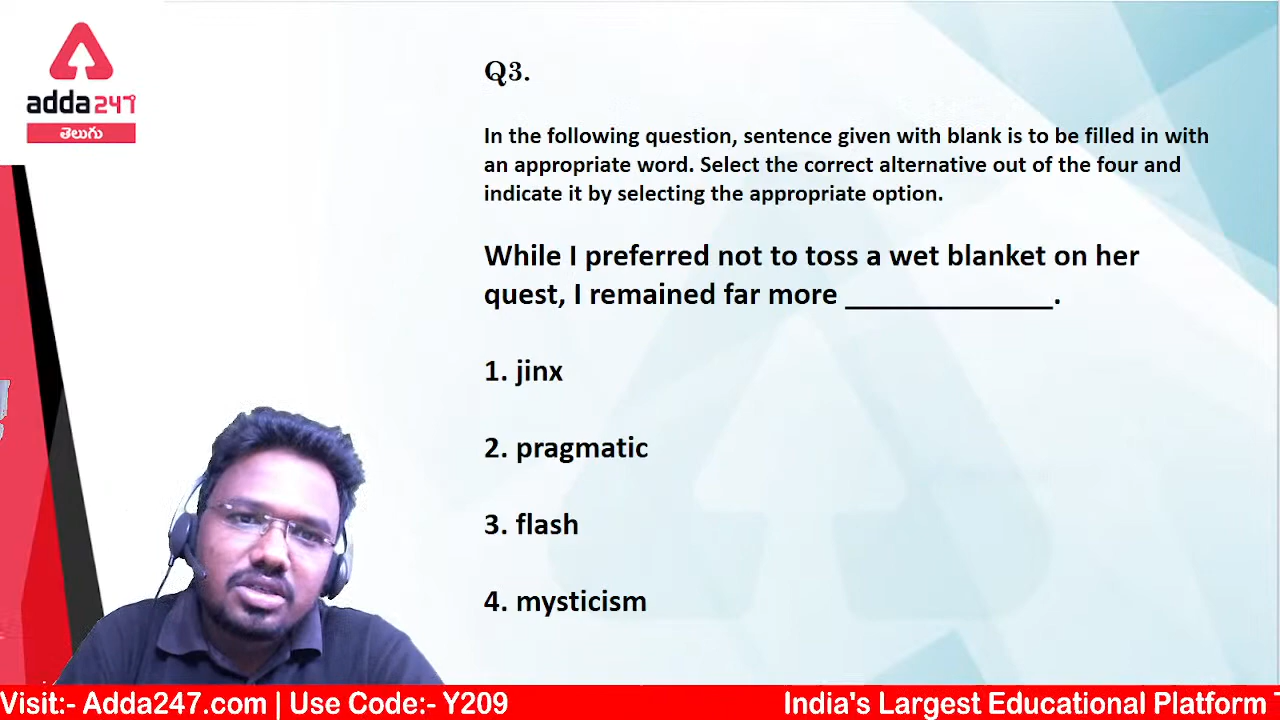 adda247
తెలుగు
Q3.
In the following question, sentence given with blank is to be filled in with
an appropriate word. Select the correct alternative out of the four and
indicate it by selecting the appropriate option.
While I preferred not to toss a wet blanket on her
quest, I remained far more _____________.
1. jinx
2. pragmatic
3. flash
4. mysticism
Visit:- Adda247.com | Use Code:- Y209
India's Largest Educational Platform